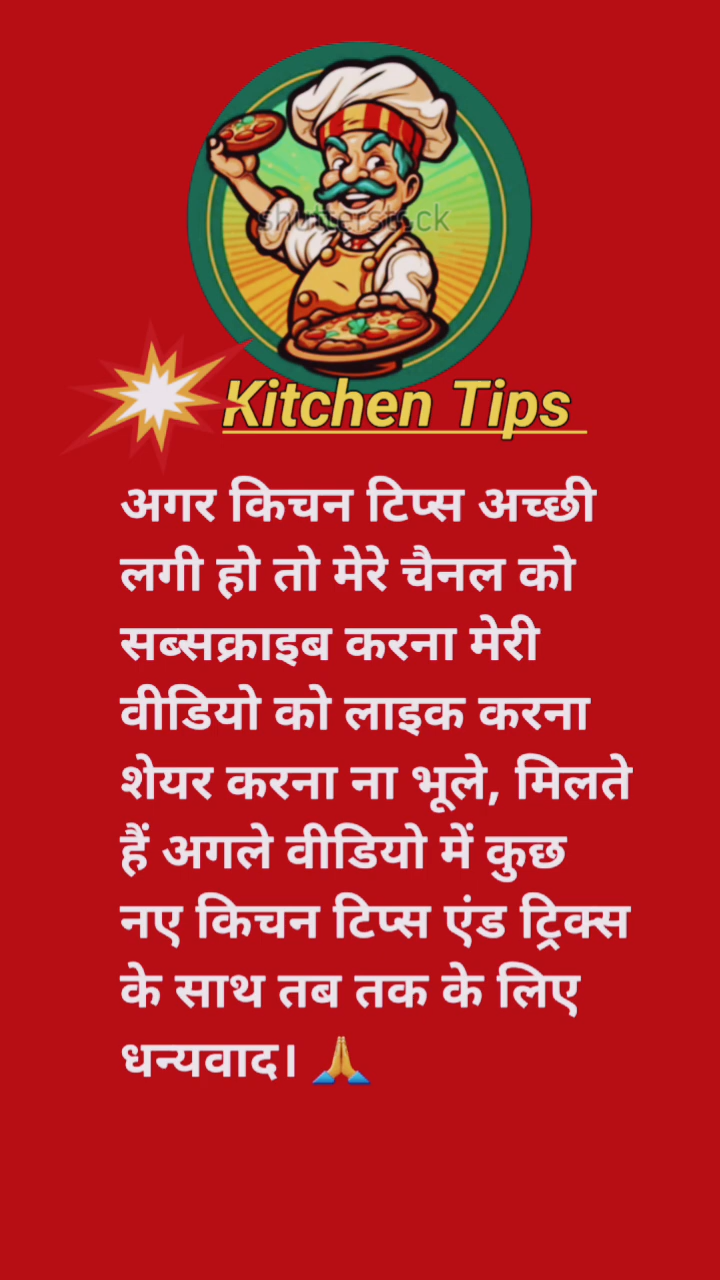 shutterstock
Kitchen Tips
अगर किचन टिप्स अच्छी
लगी हो तो मेरे चैनल को
सब्सक्राइब करना मेरी
वीडियो को लाइक करना
शेयर करना ना भूले, मिलते
हैं अगले वीडियो में कुछ
नए किचन टिप्स एंड ट्रिक्स
के साथ तब तक के लिए
धन्यवाद। 🙏